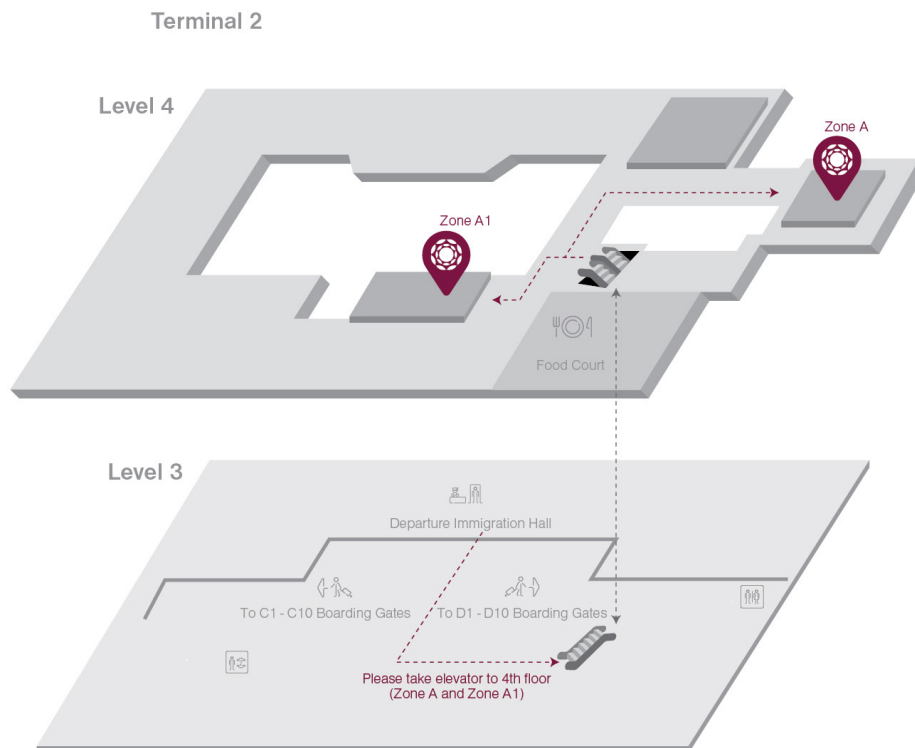 Terminal 2
Level 4
Zone A
Zone A1
Food Court
Level 3
Departure Immigration Hall
To C1 - C10 Boarding Gates
To D1 - D10 Boarding Gates
Please take elevator to 4th floor
(Zone A and Zone A1)